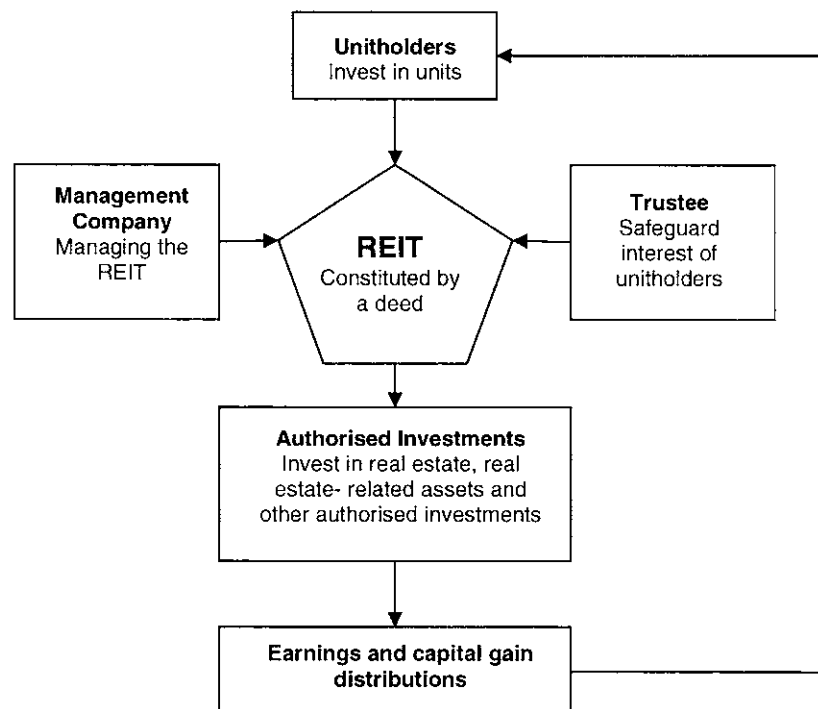 Unitholders
Invest in units
Management
Company
Managing the
REIT
REIT
Constituted by
a deed
Trustee
Safeguard
interest of
unitholders
Authorised Investments
Invest in real estate, real
estate- related assets and
other authorised investments
Earnings and capital gain
distributions